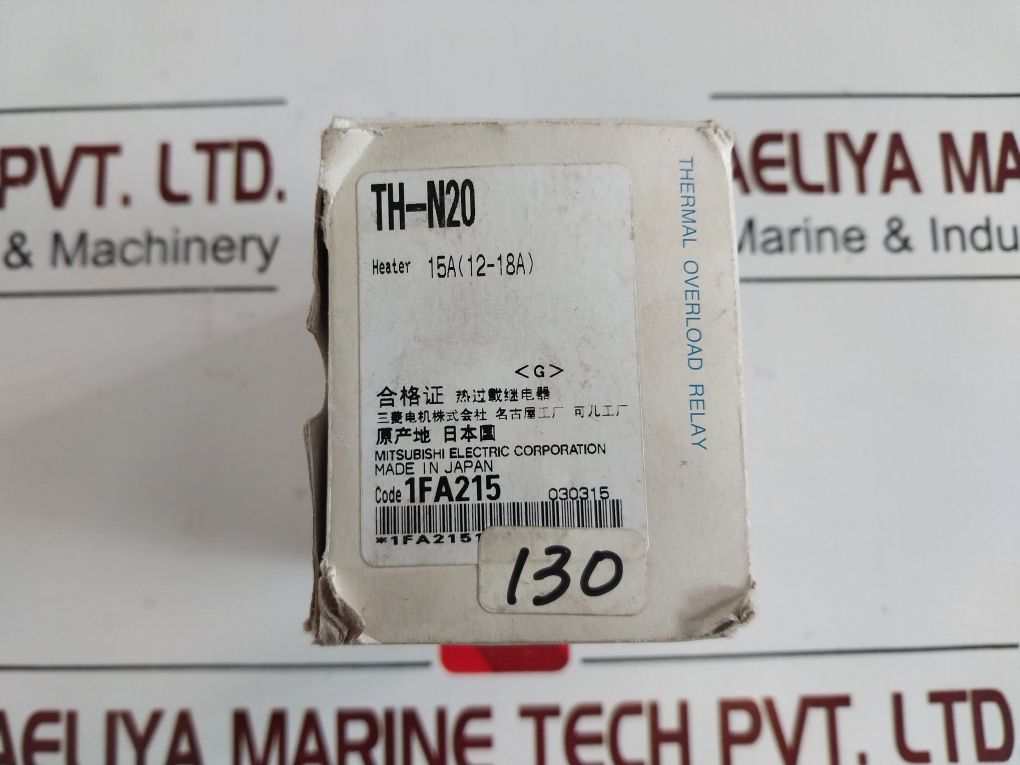 PVT. LTD.
& Machinery
AELIYA MA
Marine & Indu
TH-N20
Heater 15A(12-18A)
<G>
合格证 热过载继电器
三菱电机株式会社 名古屋工厂 可儿工厂
原产地 日本国
MITSUBISHI ELECTRIC CORPORATION
MADE IN JAPAN
Code 1FA215 030315
*1FA2151
130
THERMAL OVERLOAD RELAY
AELIYA MARINE TECH PVT. LTD